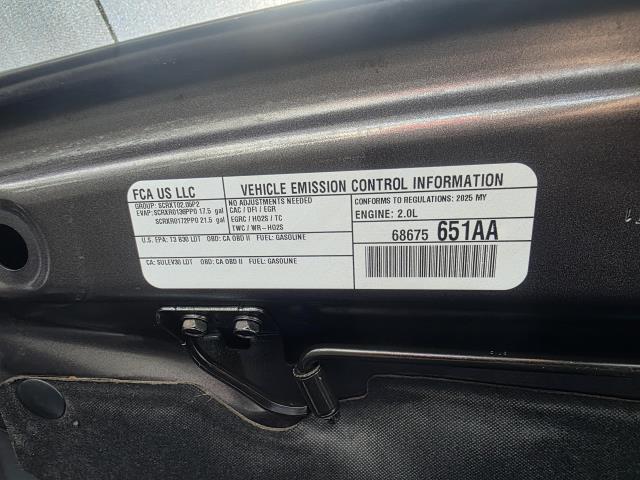 FCA US LLC
VEHICLE EMISSION CONTROL INFORMATION
GROUP: SCRXT02.05P2
EVAP: SCRXR0138PP0 17.5 gal
SCRXR0172PP0 21.5 gal
NO ADJUSTMENTS NEEDED
CAC / DFI / EGR
EGRC / HO2S / TC
TWC / WR-HO2S
CONFORMS TO REGULATIONS: 2025 MY
ENGINE: 2.0L
U.S. EPA: T3 B30 LDT OBD: CA OBD II FUEL: GASOLINE
CA: SULEV30 LDT OBD: CA OBD II FUEL: GASOLINE
68675 651AA